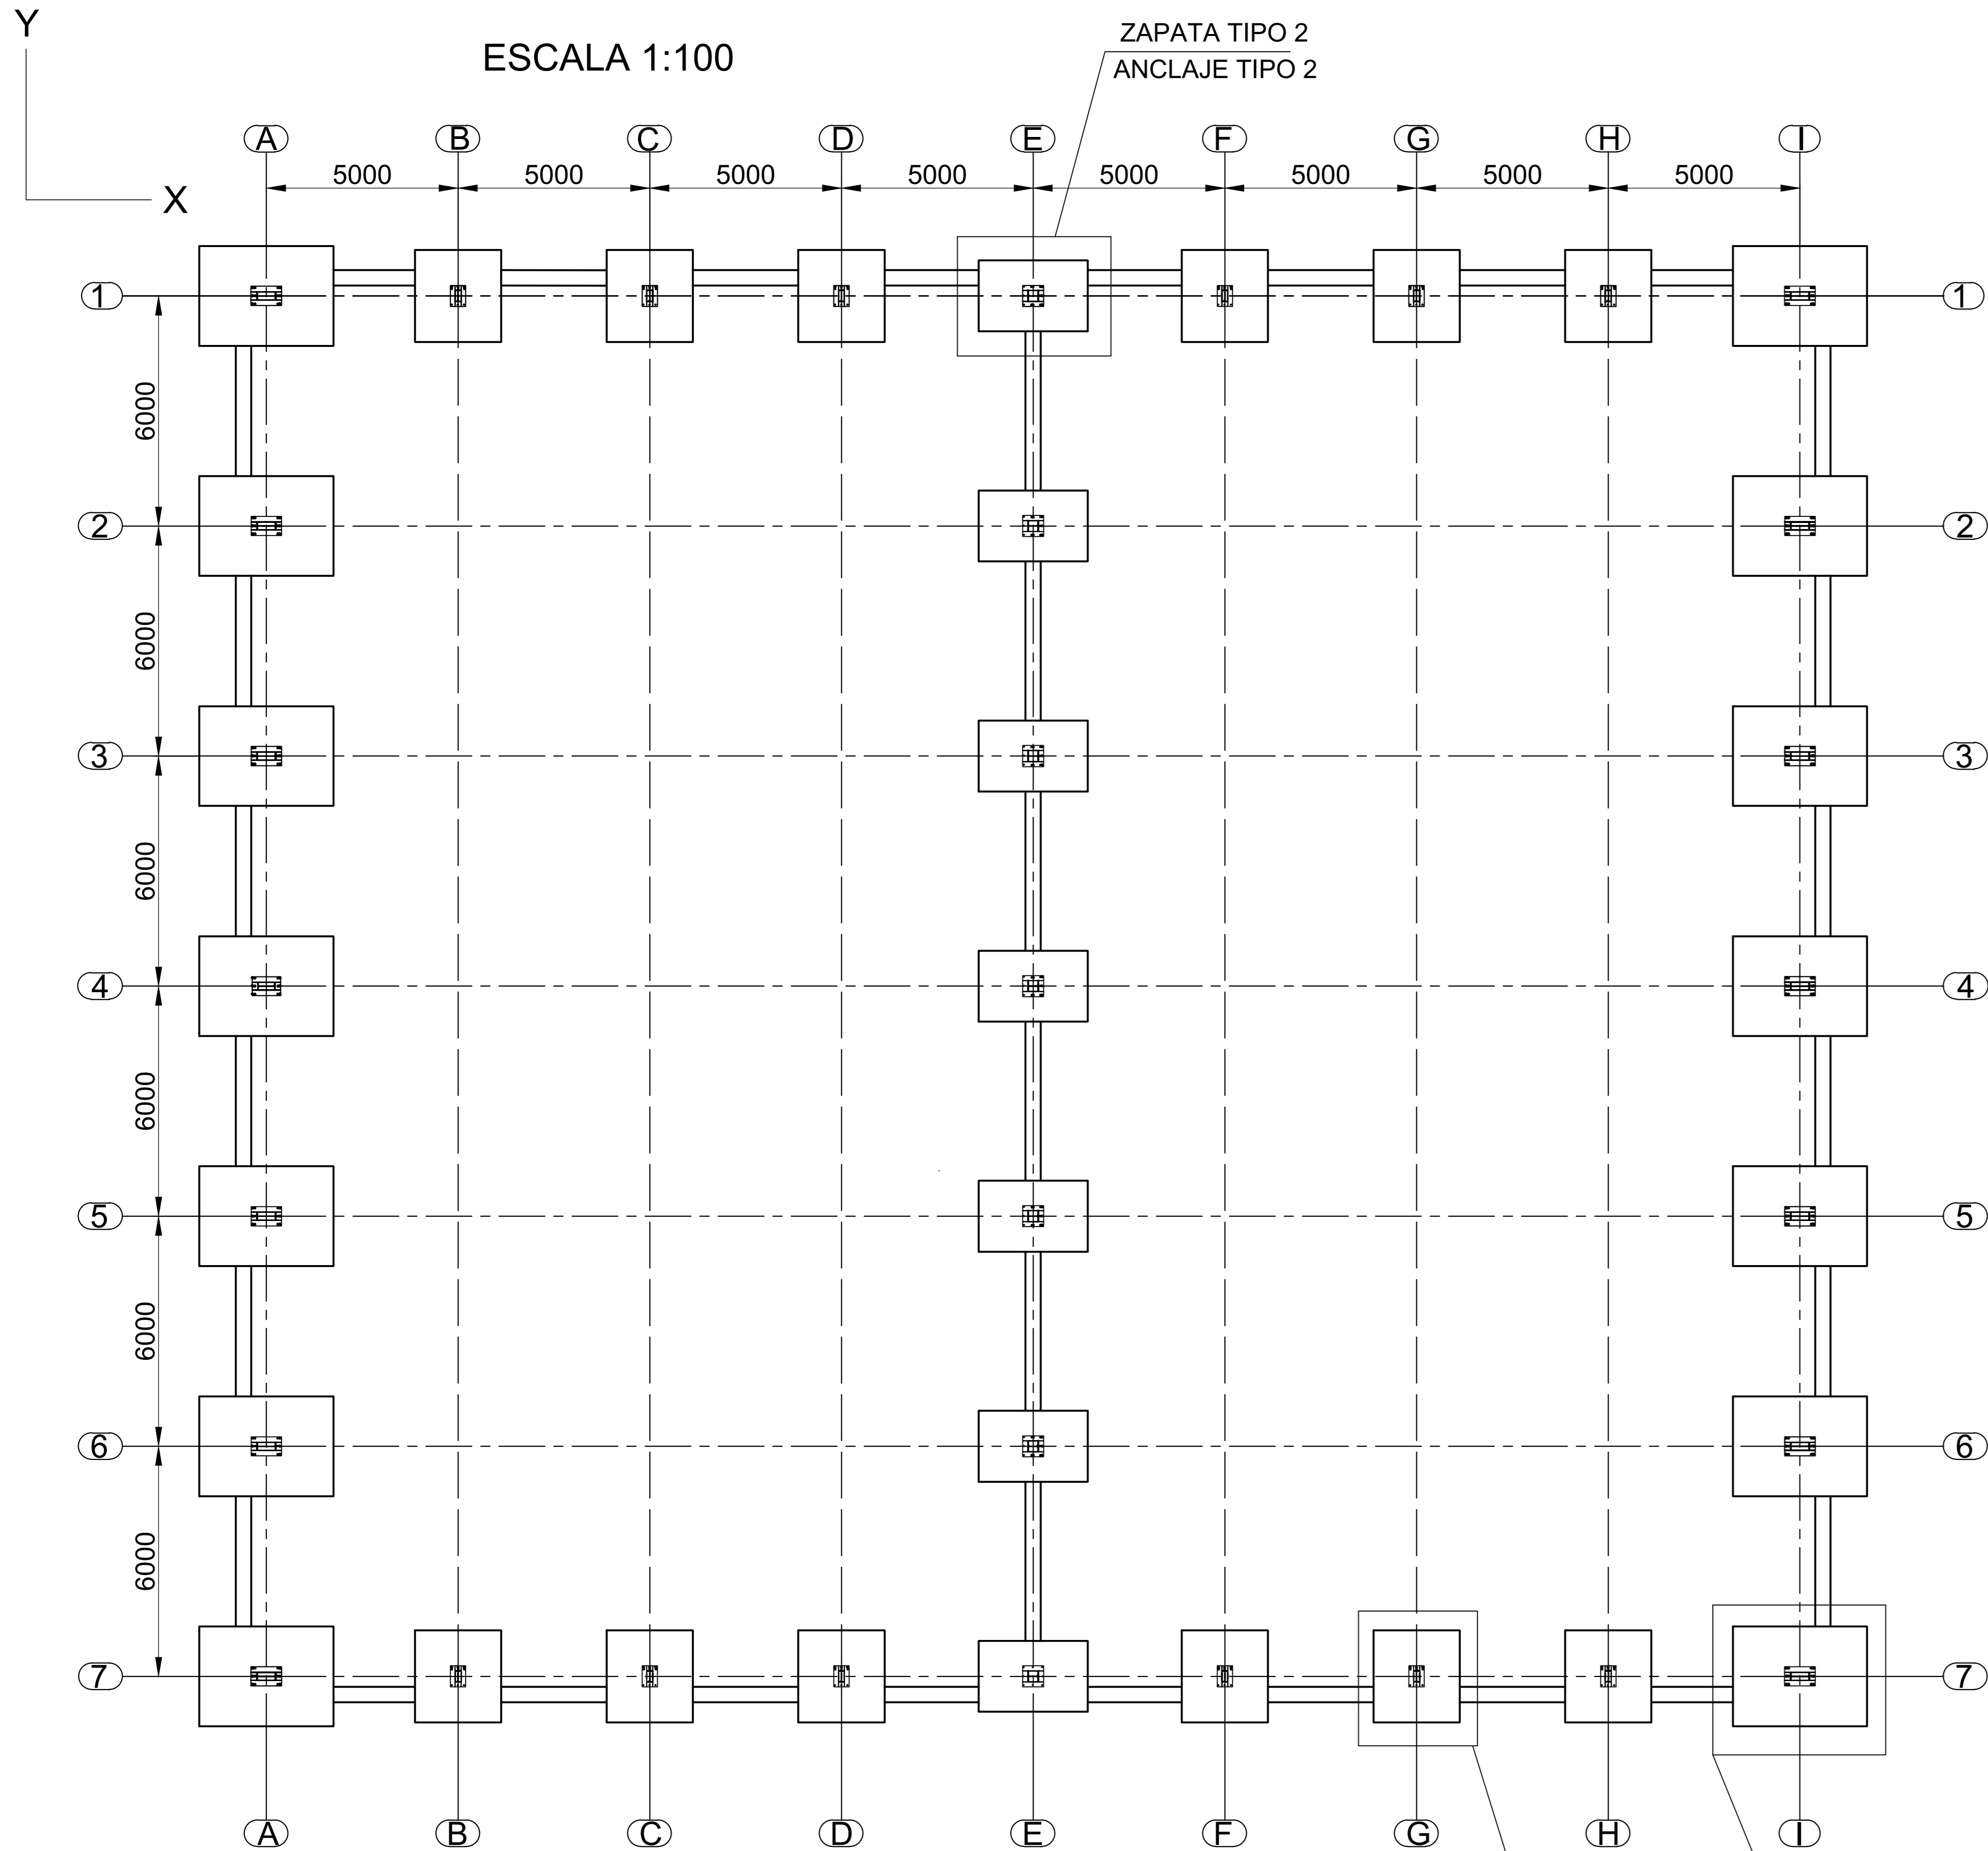 Y
ZAPATA TIPO 2
ESCALA 1:100
ANCLAJE TIPO 2
A B C D E F G H I
5000 5000 5000 5000 5000 5000 5000 5000
X
1 1
6000
2 2
6000
3 3
6000
4 4
6000
5 5
6000
6 6
6000
7 7
A B C D E F G H I